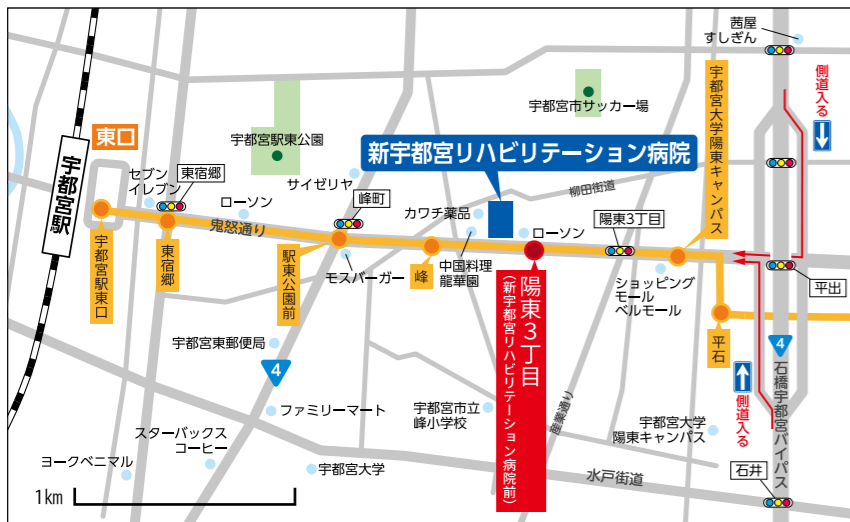 茜屋
すしぎん
側道入る
宇都宮大学陽東キャンパス
宇都宮市サッカー場
宇都宮駅東公園
東口
新宇都宮リハビリテーション病院
宇都宮駅
セブン
イレブン
東宿郷
サイゼリヤ
柳田街道
ローソン
峰町
カワチ薬品
ローソン
陽東3丁目
鬼怒通り
宇都宮駅東口
東宿郷
駅東公園前
モスバーガー
峰
中国料理
龍華園
陽東3丁目
(新宇都宮リハビリテーション病院前)
ショッピング
モール
ベルモール
平出
平石
宇都宮東郵便局
4
4
石橋宇都宮バイパス
側道入る
ファミリーマート
宇都宮市立
峰小学校
産業通り
宇都宮大学
陽東キャンパス
スターバックス
コーヒー
ヨークベニマル
宇都宮大学
水戸街道
石井
1km